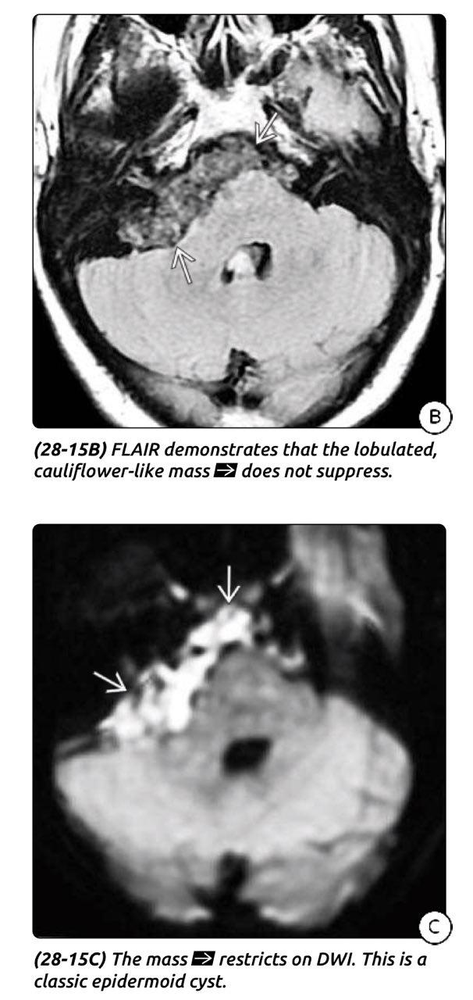 B
(28-15B) FLAIR demonstrates that the lobulated,
cauliflower-like mass ➡ does not suppress.
C
(28-15C) The mass ➡ restricts on DWI. This is a
classic epidermoid cyst.